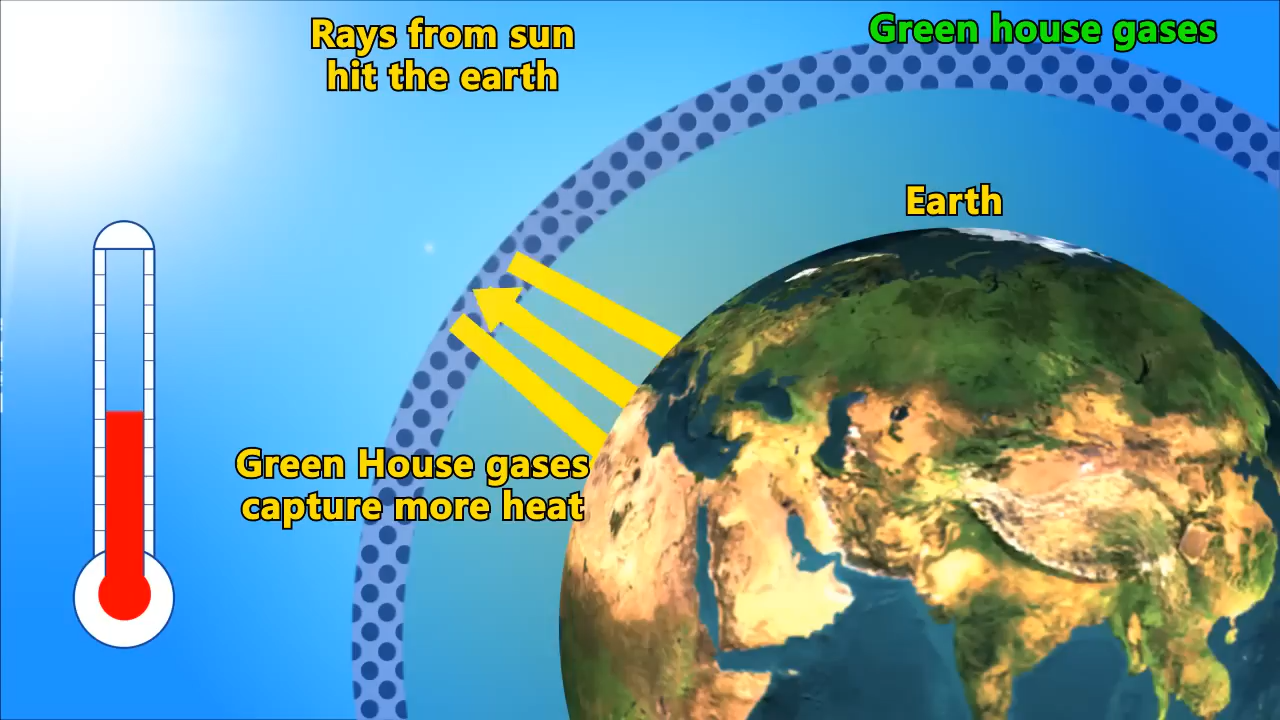 Rays from sun
hit the earth
Green house gases
Earth
Green House gases
capture more heat